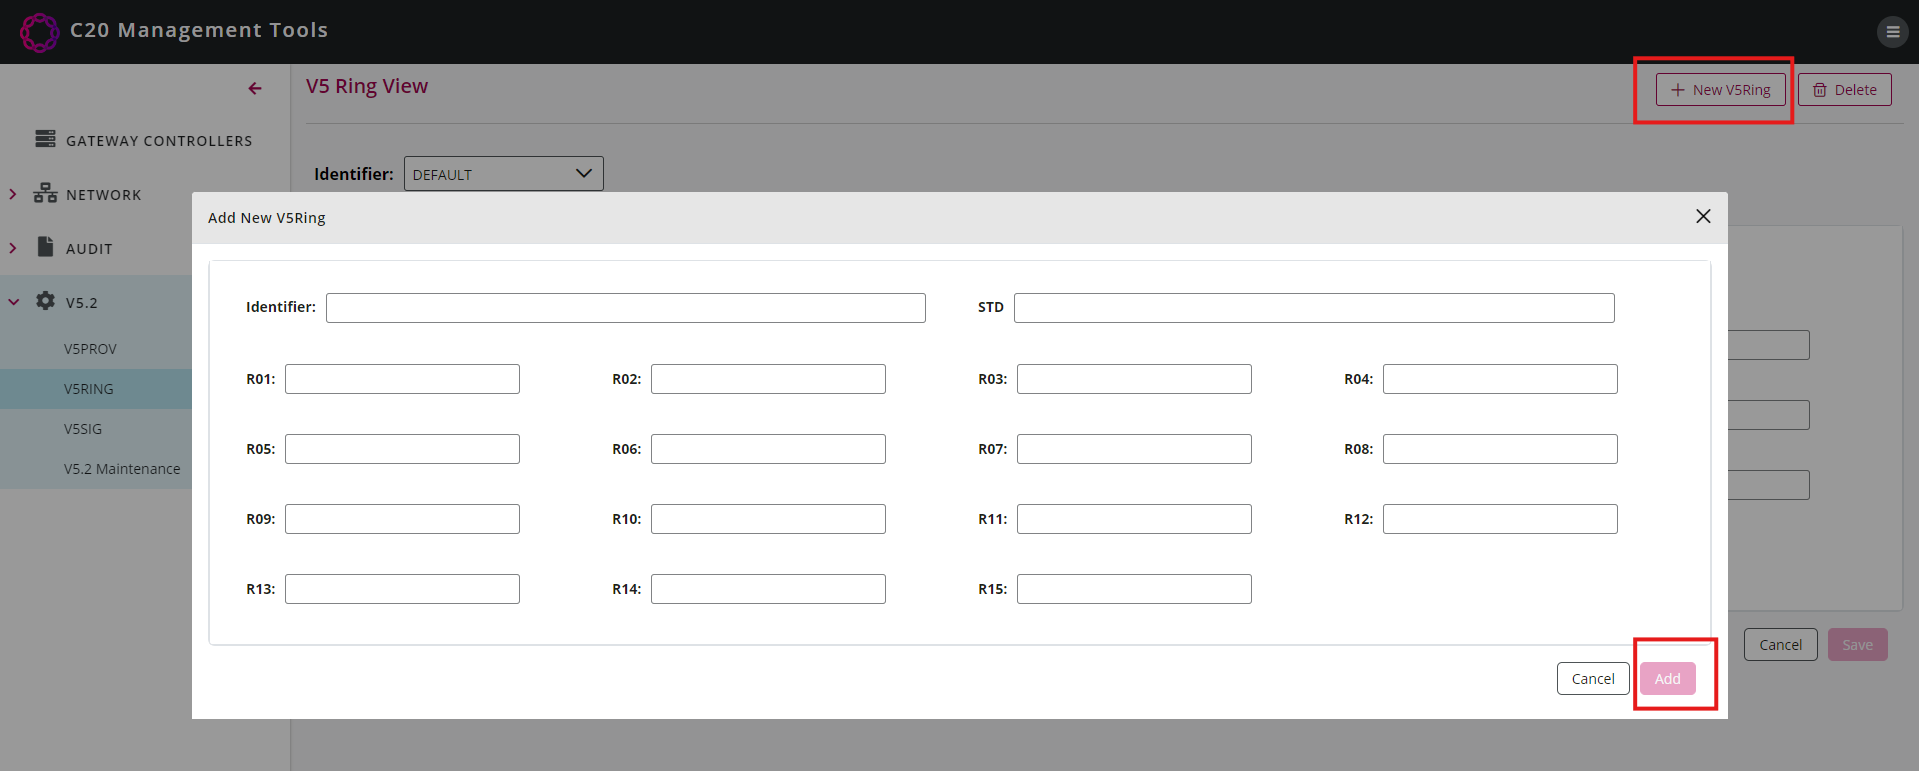 C20 Management Tools
V5 Ring View
New V5Ring
Delete
GATEWAY CONTROLLERS
NETWORK
AUDIT
V5.2
V5PROV
V5RING
V5SIG
V5.2 Maintenance
Identifier: DEFAULT
Add New V5Ring
Identifier: STD
R01: R02: R03: R04:
R05: R06: R07: R08:
R09: R10: R11: R12:
R13: R14: R15:
Cancel Add
Cancel Save